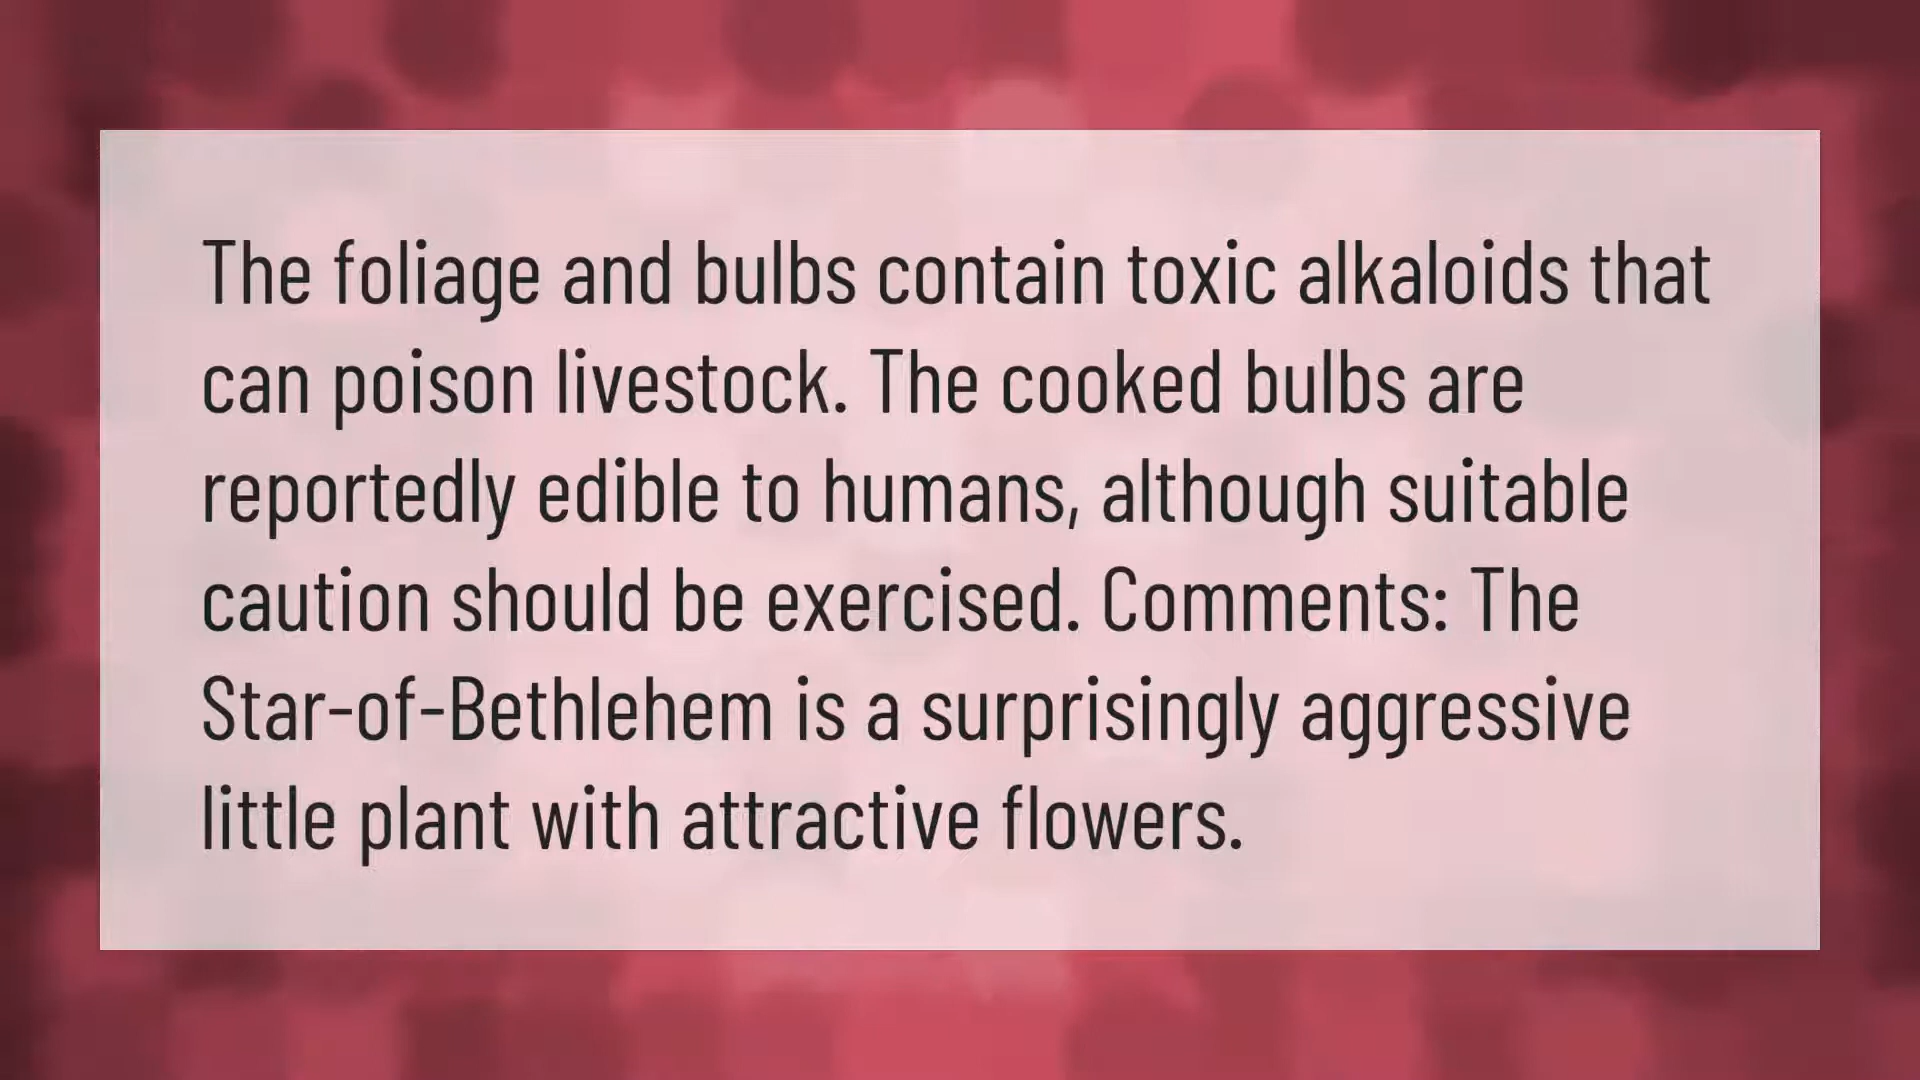 The foliage and bulbs contain toxic alkaloids that
can poison livestock. The cooked bulbs are
reportedly edible to humans, although suitable
caution should be exercised. Comments: The
Star-of-Bethlehem is a surprisingly aggressive
little plant with attractive flowers.